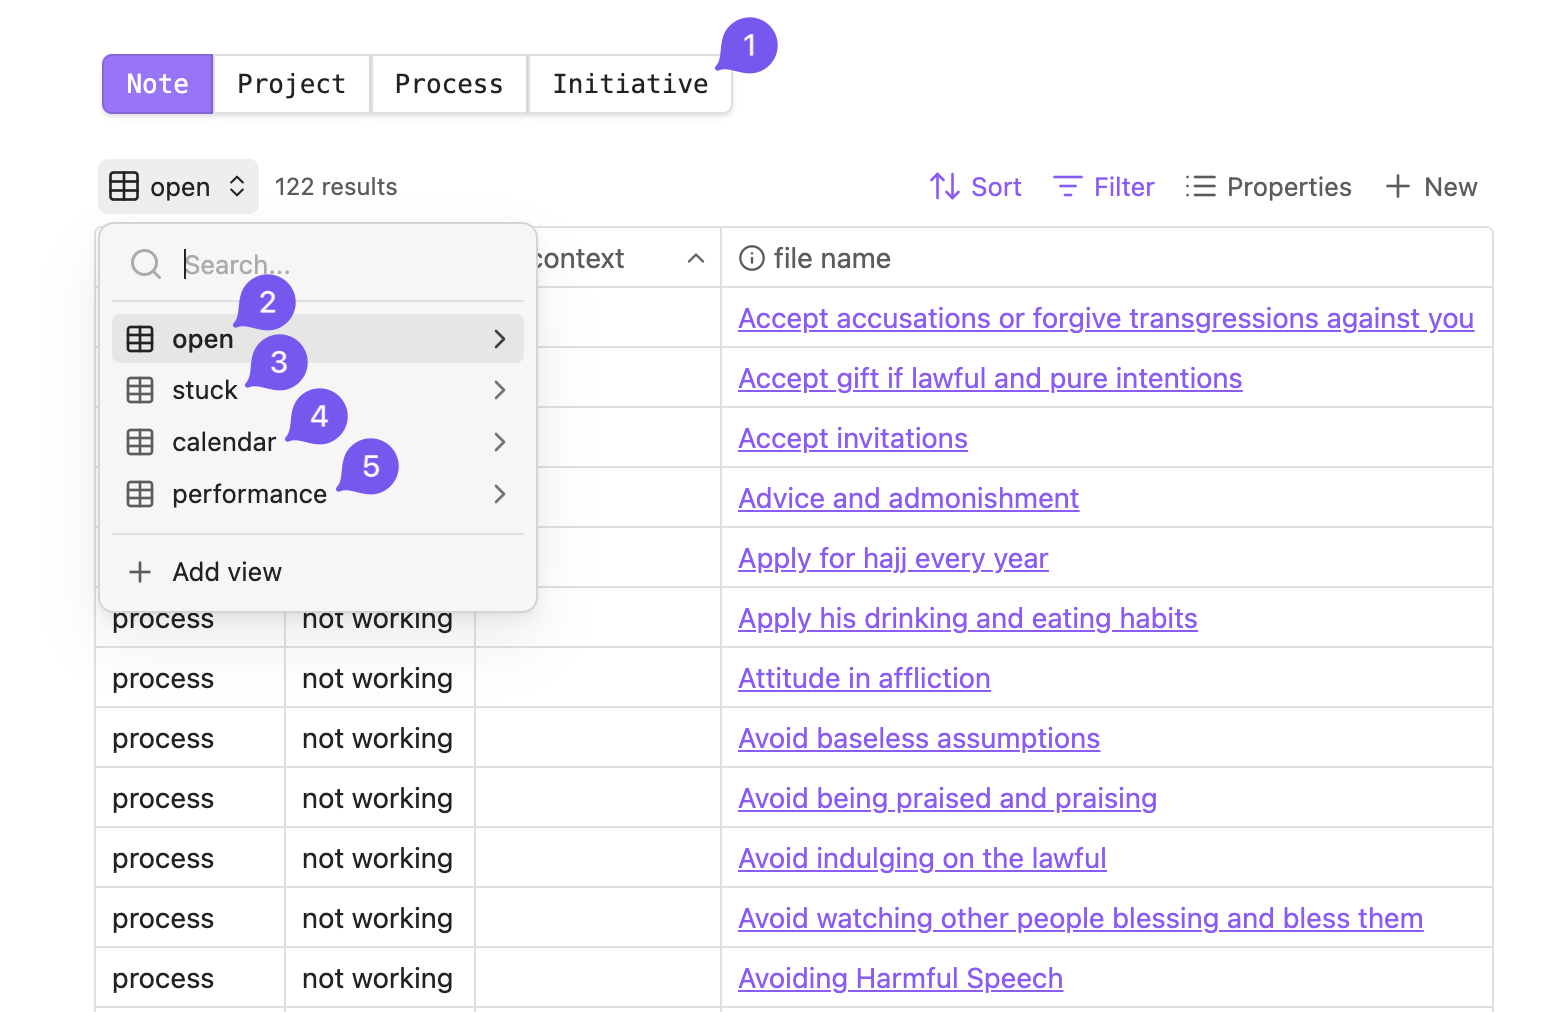 1
Note Project Process Initiative
open 122 results Sort Filter Properties + New
Search...
context file name
2
open
3
stuck
4
calendar
5
performance
+ Add view
Accept accusations or forgive transgressions against you
Accept gift if lawful and pure intentions
Accept invitations
Advice and admonishment
Apply for hajj every year
process not working Apply his drinking and eating habits
process not working Attitude in affliction
process not working Avoid baseless assumptions
process not working Avoid being praised and praising
process not working Avoid indulging on the lawful
process not working Avoid watching other people blessing and bless them
process not working Avoiding Harmful Speech